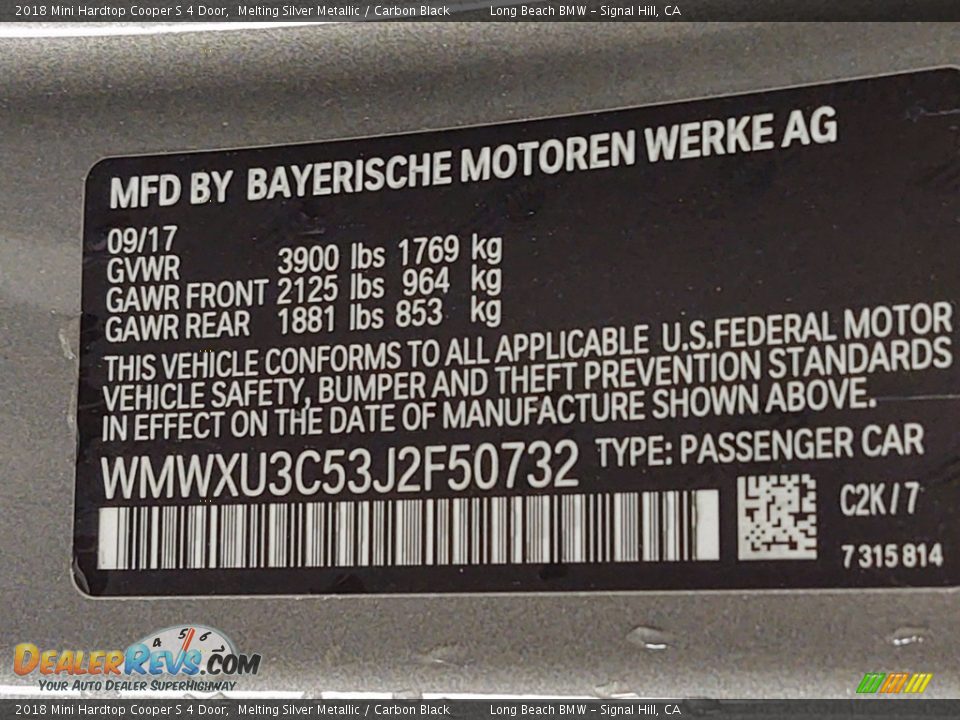 2018 Mini Hardtop Cooper S 4 Door, Melting Silver Metallic / Carbon Black Long Beach BMW - Signal Hill, CA
MFD BY BAYERISCHE MOTOREN WERKE AG
09/17
GVWR 3900 lbs 1769 kg
GAWR FRONT 2125 lbs 964 kg
GAWR REAR 1881 lbs 853 kg
THIS VEHICLE CONFORMS TO ALL APPLICABLE U.S.FEDERAL MOTOR
VEHICLE SAFETY, BUMPER AND THEFT PREVENTION STANDARDS
IN EFFECT ON THE DATE OF MANUFACTURE SHOWN ABOVE.
WMWXU3C53J2F50732 TYPE: PASSENGER CAR
C2K / 7
7 315 814
4 5 6
DEALERREVS.COM
YOUR AUTO DEALER SUPERHIGHWAY
2018 Mini Hardtop Cooper S 4 Door, Melting Silver Metallic / Carbon Black Long Beach BMW - Signal Hill, CA